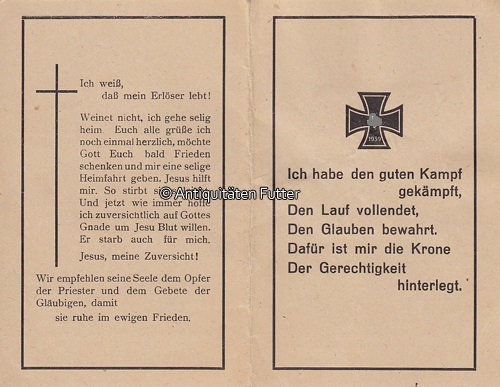 Ich weiß,
daß mein Erlöser lebt!
Weinet nicht, ich gehe selig
heim Euch alle grüße ich
noch einmal herzlich, möchte
Gott Euch bald Frieden
schenken und mir eine selige
Heimfahrt geben. Jesus hilft
mir. So stirbt
© Antiquitäten Futter
Und jetzt wie immer hoffe
ich zuversichtlich auf Gottes
Gnade um Jesu Blut willen.
Er starb auch für mich.
Jesus, meine Zuversicht!
Wir empfehlen seine Seele dem Opfer
der Priester und dem Gebete der
Gläubigen, damit
sie ruhe im ewigen Frieden.
1939
Ich habe den guten Kampf
gekämpft,
Den Lauf vollendet,
Den Glauben bewahrt.
Dafür ist mir die Krone
Der Gerechtigkeit
hinterlegt.